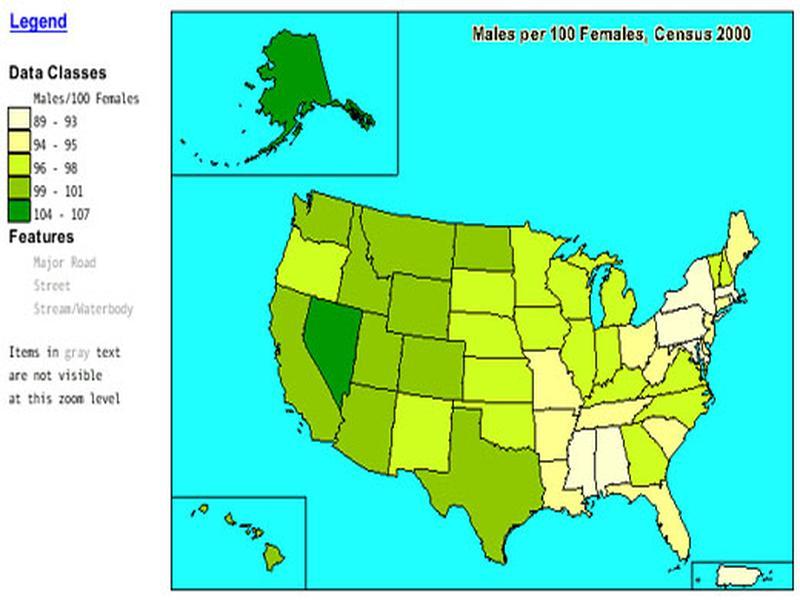 Legend
Males per 100 Females, Census 2000
Data Classes
Males/100 Females
89 - 93
94 - 95
96 - 98
99 - 101
104 - 107
Features
Major Road
Street
Stream/Waterbody
Items in gray text
are not visible
at this zoom level